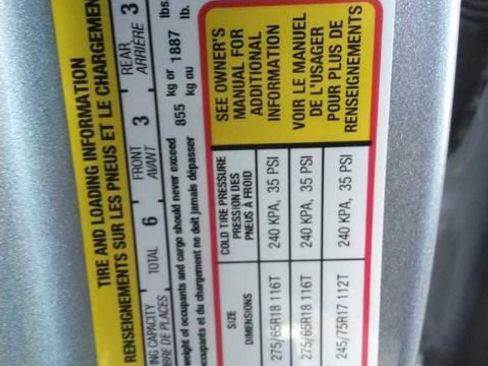 TIRE AND LOADING INFORMATION
RENSEIGNEMENTS SUR LES PNEUS ET LE CHARGEMENT
ING CAPACITY TOTAL 6 FRONT 3 REAR 3
BRE DE PLACES AVANT ARRIÈRE
weight of occupants and cargo should never exceed 855 kg or 1887 lbs.
ccupants et du chargement ne doit jamais dépasser kg ou lb.
SIZE
DIMENSIONS
COLD TIRE PRESSURE
PRESSION DES
PNEUS À FROID
SEE OWNER'S
MANUAL FOR
ADDITIONAL
INFORMATION
VOIR LE MANUEL
DE L'USAGER
POUR PLUS DE
RENSEIGNEMENTS
275/65R18 116T 240 KPA, 35 PSI
275/65R18 116T 240 KPA, 35 PSI
245/75R17 112T 240 KPA, 35 PSI